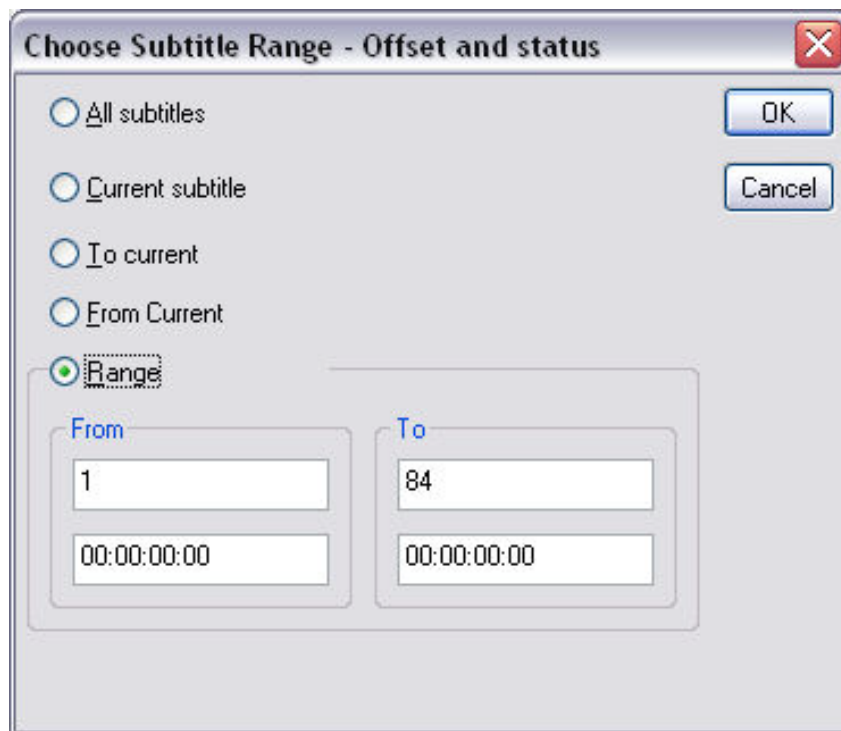 Choose Subtitle Range - Offset and status
All subtitles
OK
Current subtitle
Cancel
To current
From Current
Range
From
To
1
84
00:00:00:00
00:00:00:00